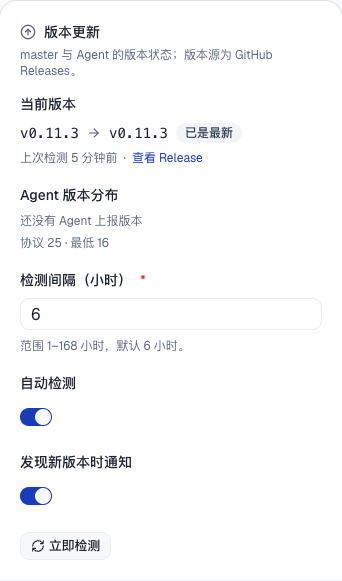 版本更新
master 与 Agent 的版本状态；版本源为 GitHub
Releases。
当前版本
v0.11.3 → v0.11.3 已是最新
上次检测 5 分钟前 · 查看 Release
Agent 版本分布
还没有 Agent 上报版本
协议 25 · 最低 16
检测间隔（小时） *
6
范围 1–168 小时，默认 6 小时。
自动检测
发现新版本时通知
立即检测